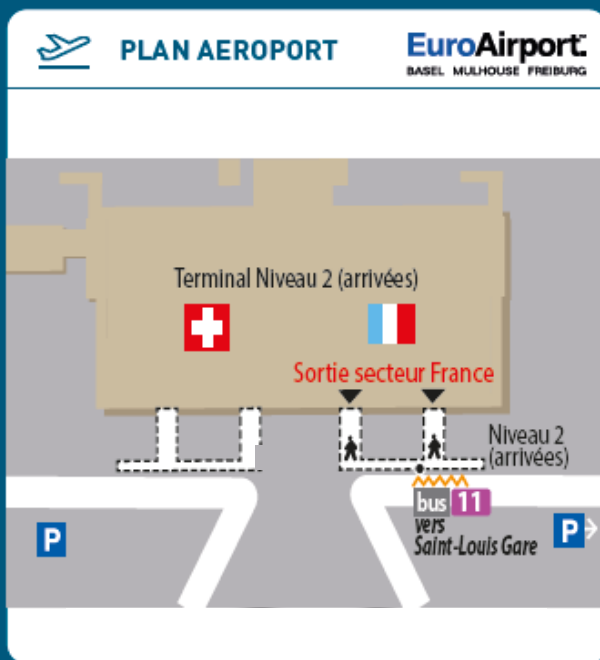 PLAN AEROPORT
EuroAirport
BASEL MULHOUSE FREIBURG
Terminal Niveau 2 (arrivées)
Sortie secteur France
Niveau 2
(arrivées)
bus 11
vers
Saint-Louis Gare
P
P